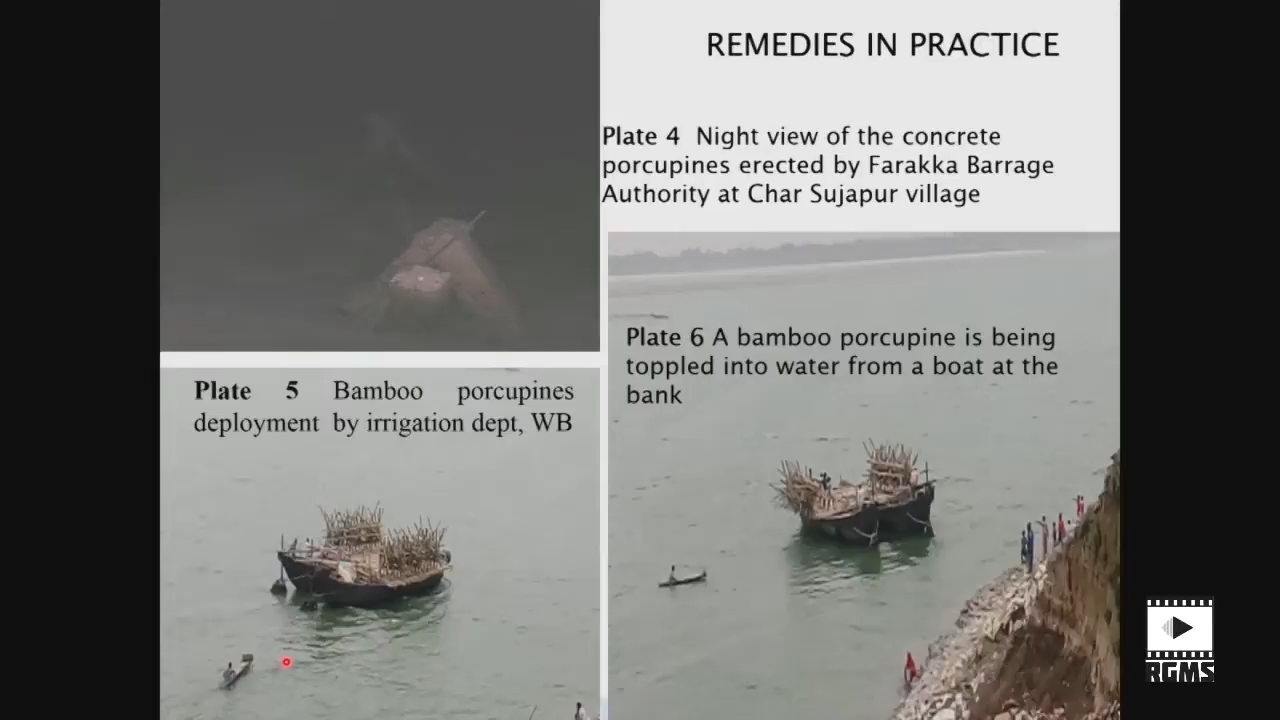 REMEDIES IN PRACTICE
Plate 4 Night view of the concrete
porcupines erected by Farakka Barrage
Authority at Char Sujapur village
Plate 5 Bamboo porcupines
deployment by irrigation dept, WB
Plate 6 A bamboo porcupine is being
toppled into water from a boat at the
bank
RGMS